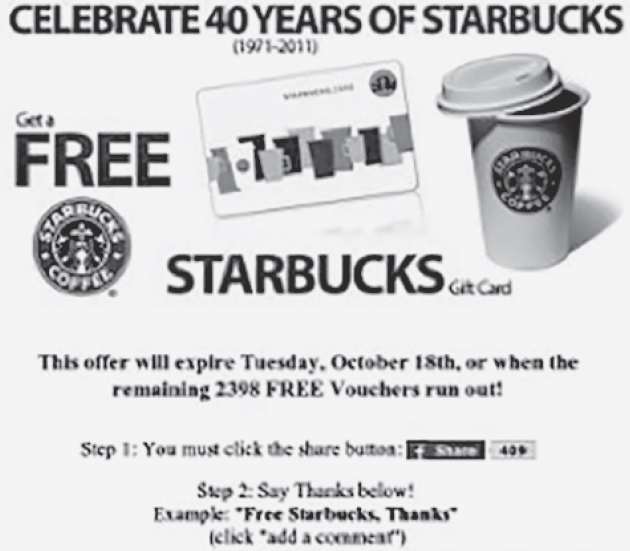 CELEBRATE 40 YEARS OF STARBUCKS
(1971-2011)
STARBUCKS CARD
Get a
FREE
STARBUCKS
COFFEE
STARBUCKS
COFFEE
STARBUCKS Gift Card
This offer will expire Tuesday, October 18th, or when the
remaining 2398 FREE Vouchers run out!
Step 1: You must click the share button: Share 409
Step 2: Say Thanks below!
Example: "Free Starbucks, Thanks"
(click "add a comment")